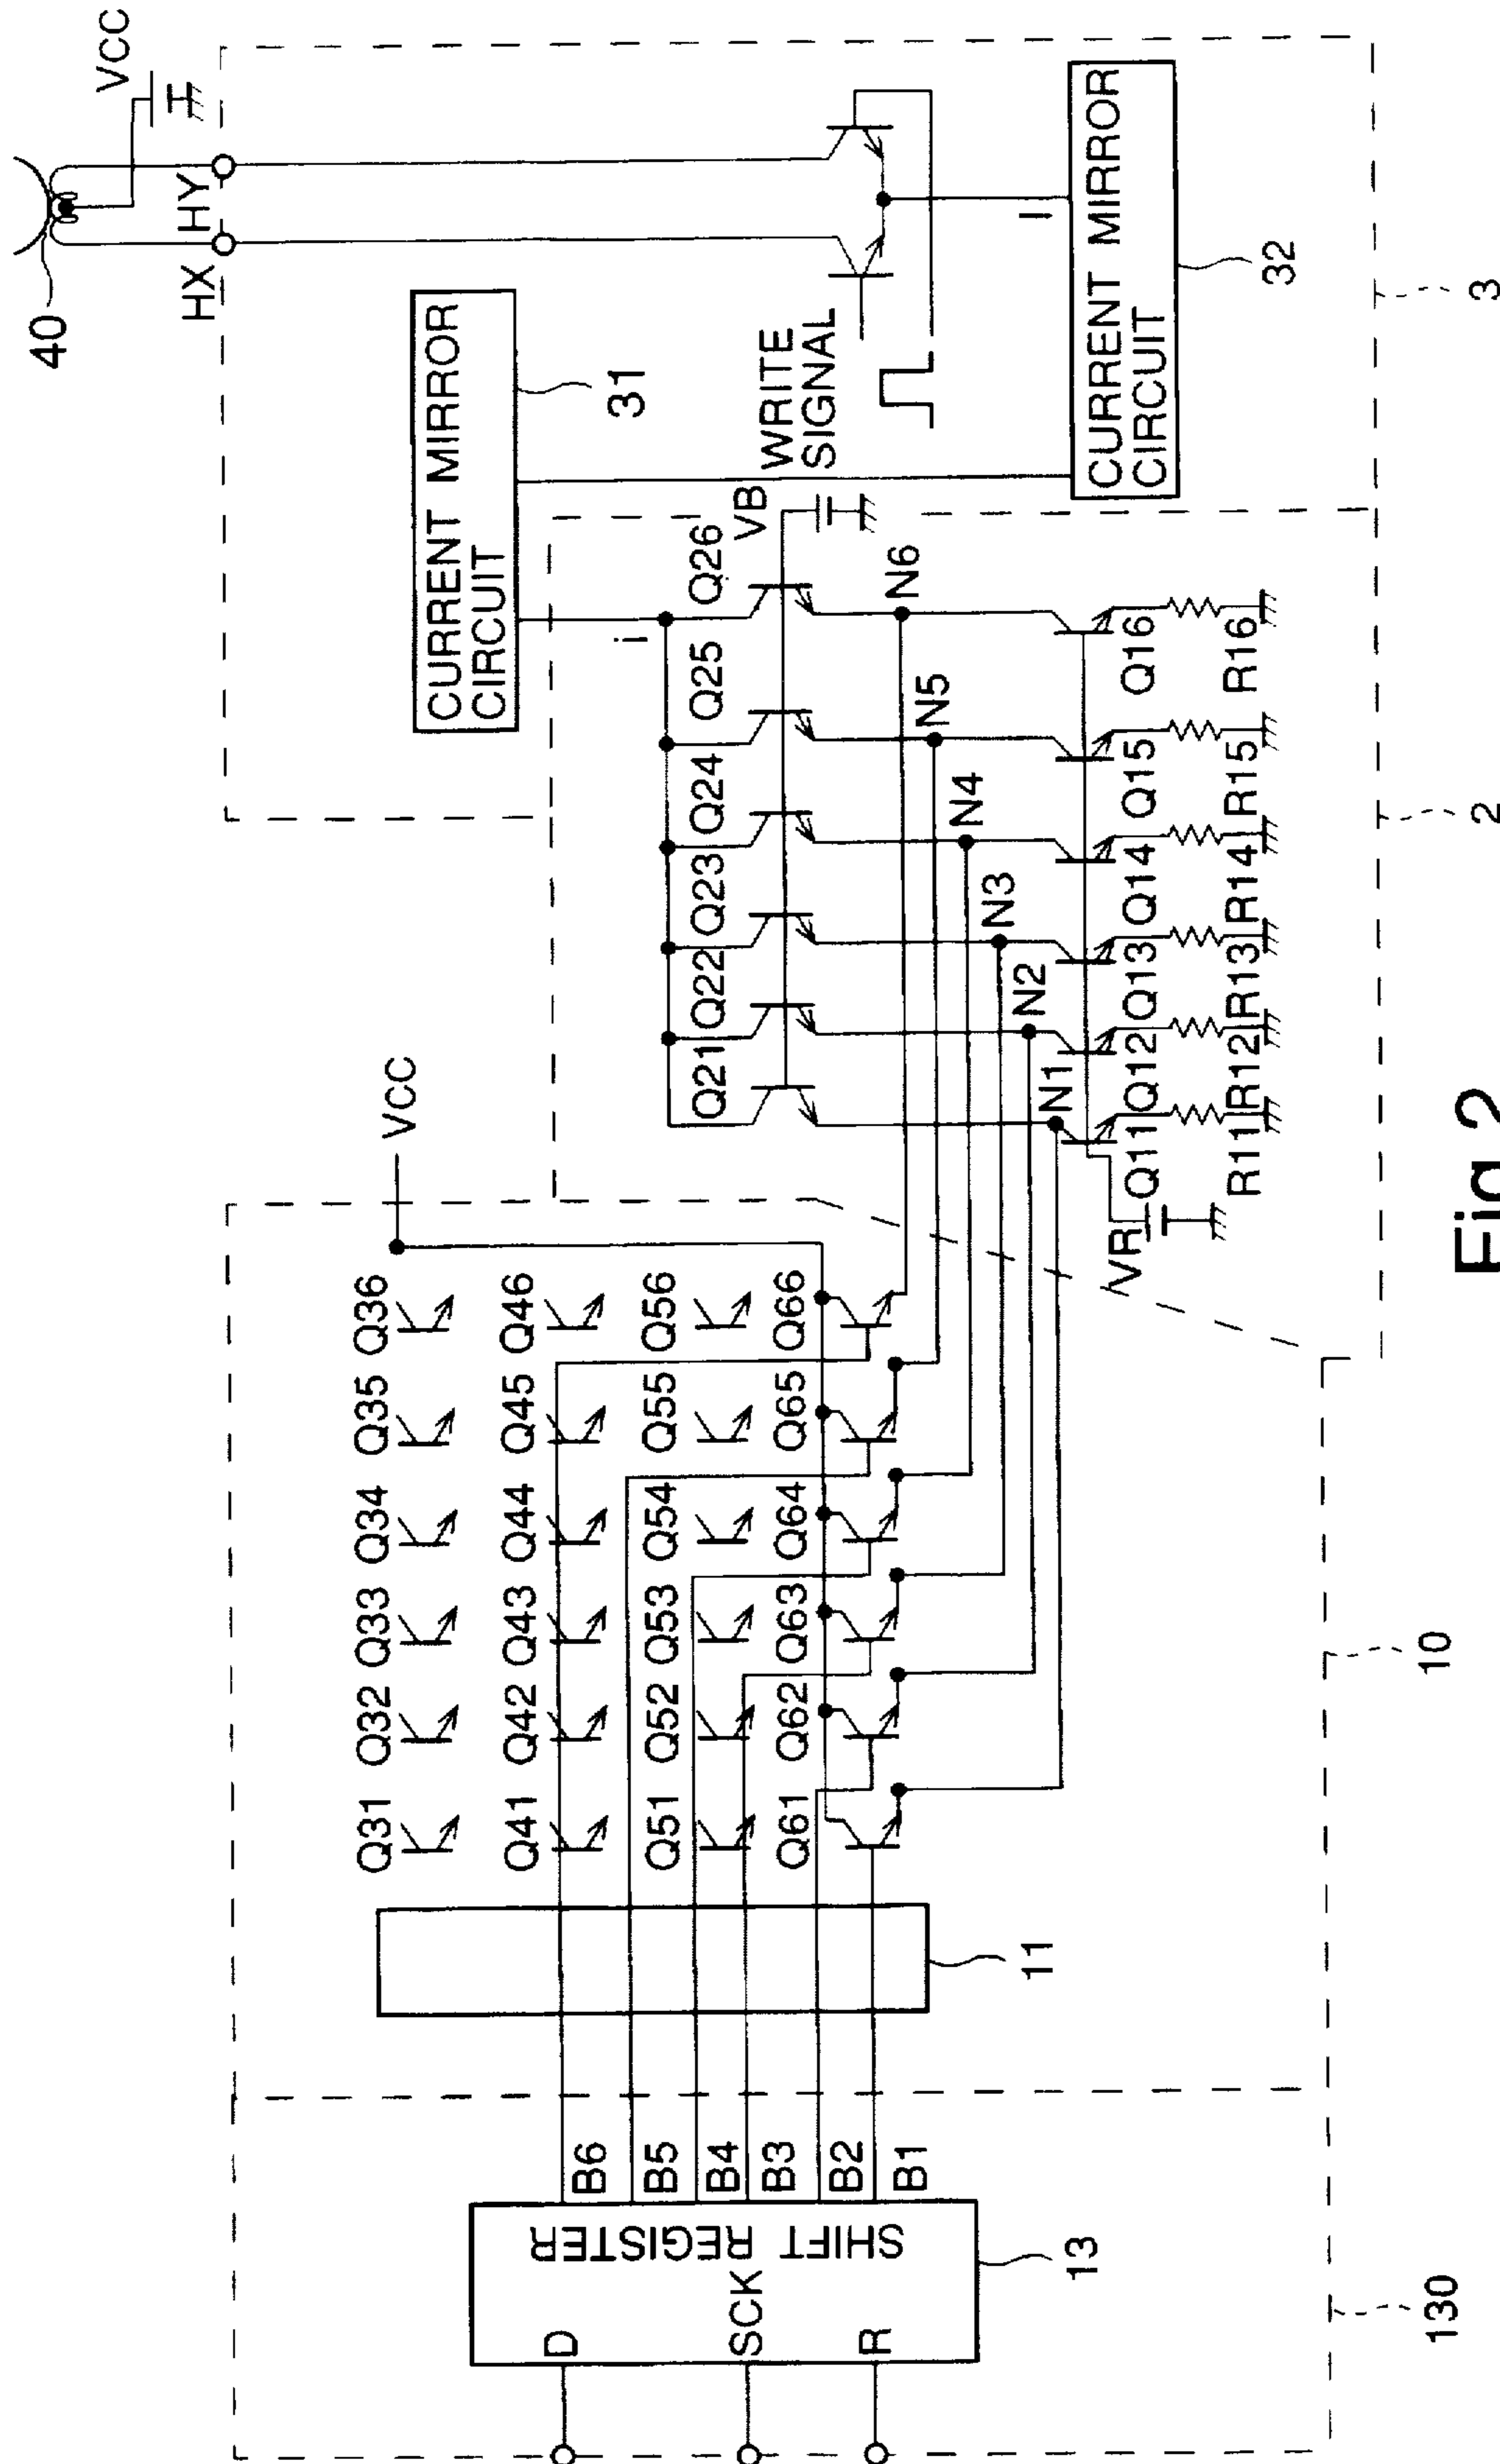 VCC
40
HX
HY
CURRENT MIRROR
CIRCUIT
31
WRITE
SIGNAL
I
CURRENT MIRROR
CIRCUIT
32
3
VCC
i
Q21
Q22
Q23
Q24
Q25
Q26
VB
N1
N2
N3
N4
N5
N6
Q11
Q12
Q13
Q14
Q15
Q16
R11
R12
R13
R14
R15
R16
VR
2
Q31
Q32
Q33
Q34
Q35
Q36
Q41
Q42
Q43
Q44
Q45
Q46
Q51
Q52
Q53
Q54
Q55
Q56
Q61
Q62
Q63
Q64
Q65
Q66
11
10
B6
B5
B4
B3
B2
B1
SHIFT REGISTER
D
SCK
R
13
130
Fig.2